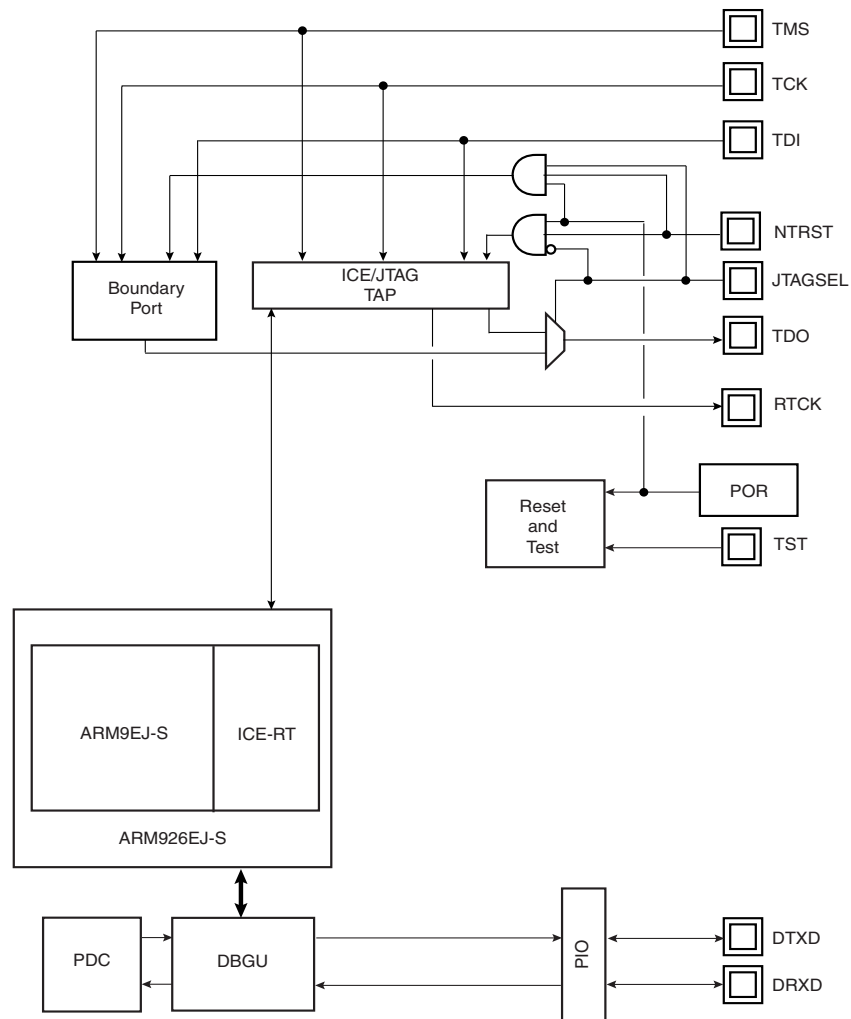 TMS
TCK
TDI
NTRST
JTAGSEL
TDO
RTCK
Boundary
Port
ICE/JTAG
TAP
POR
Reset
and
Test
TST
ARM9EJ-S
ICE-RT
ARM926EJ-S
PDC
DBGU
PIO
DTXD
DRXD